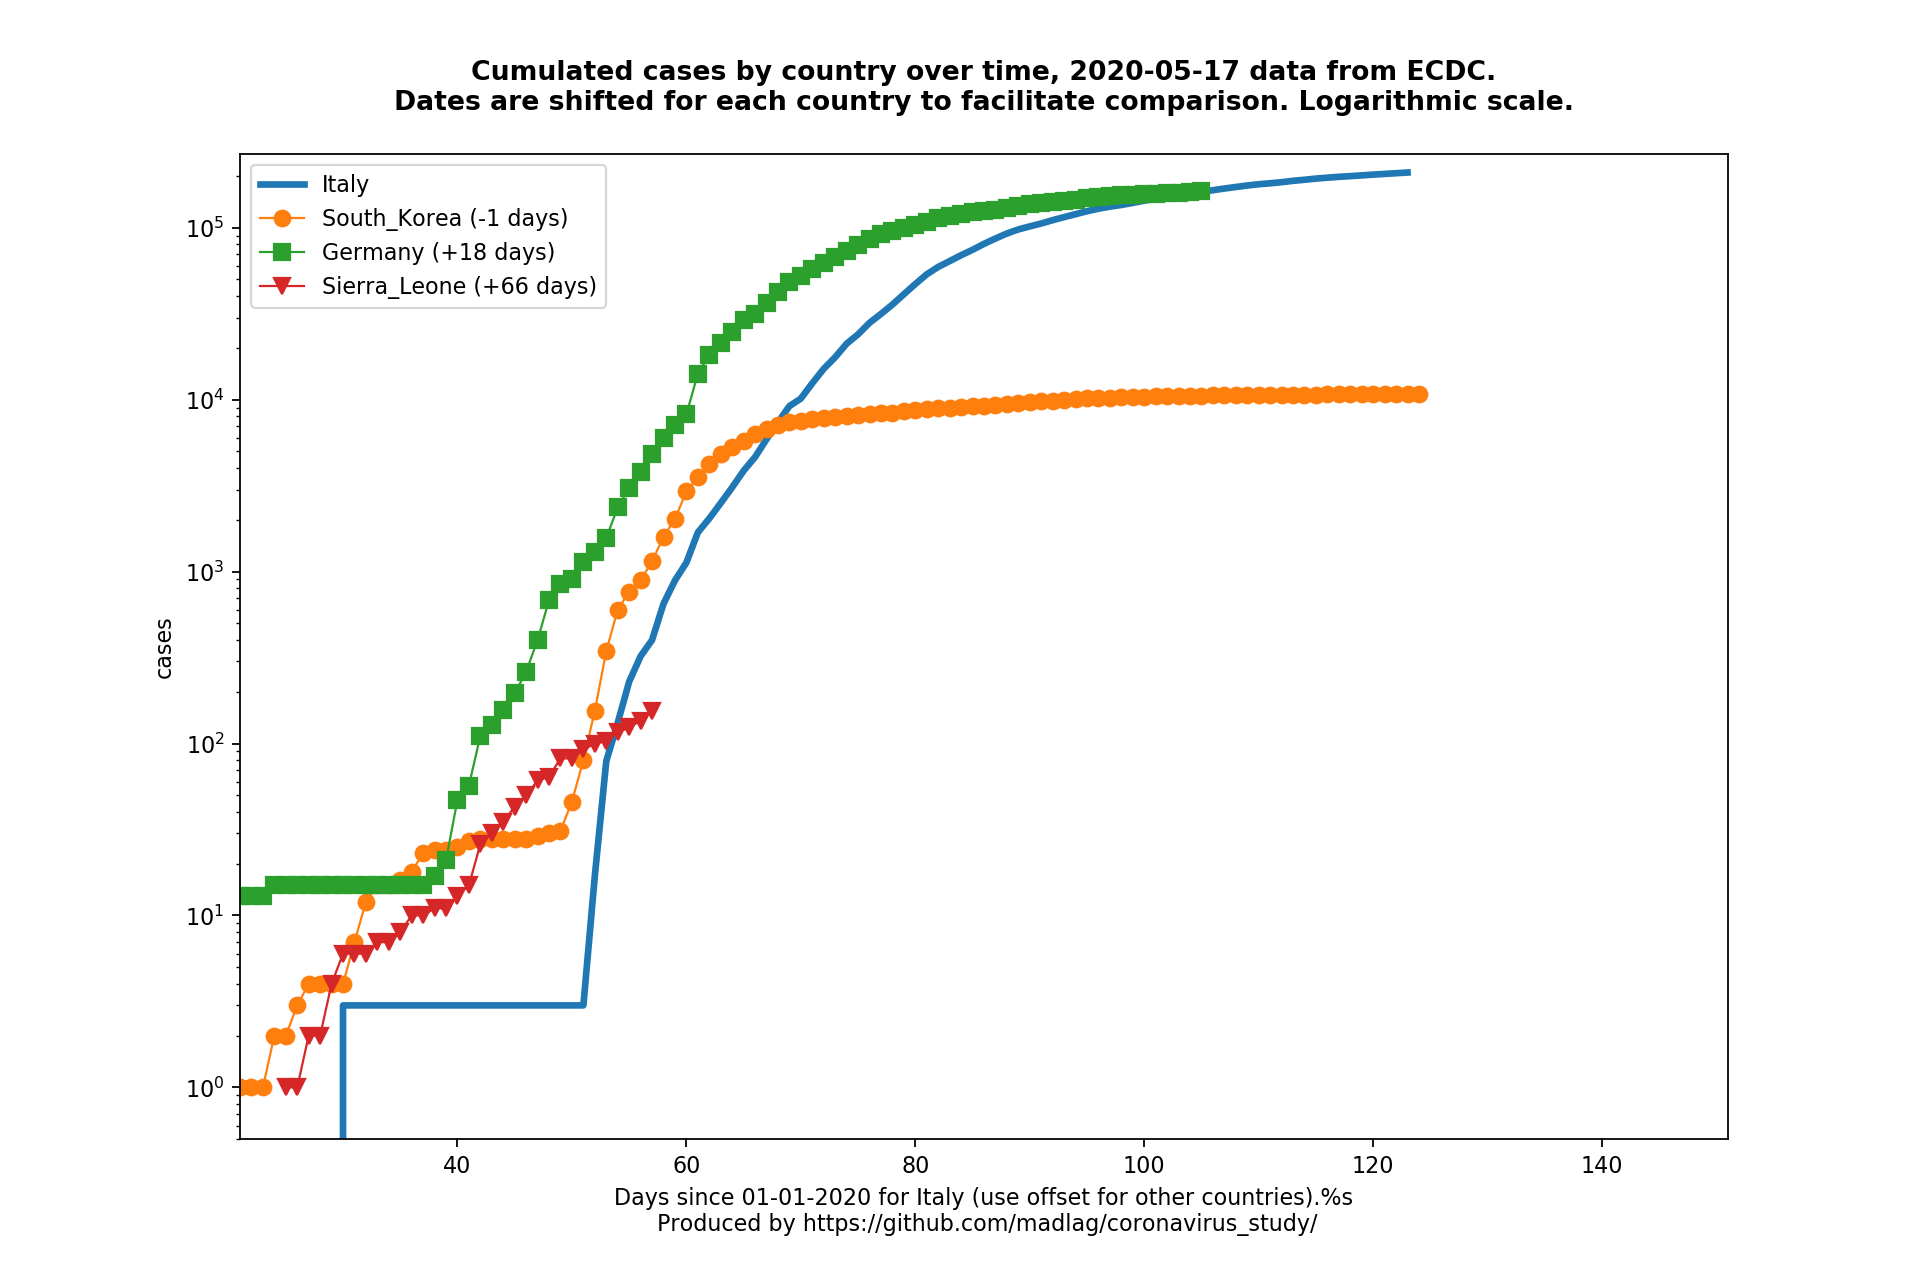 Cumulated cases by country over time, 2020-05-17 data from ECDC.
Dates are shifted for each country to facilitate comparison. Logarithmic scale.
Italy
South_Korea (-1 days)
Germany (+18 days)
Sierra_Leone (+66 days)
10^5
10^4
10^3
10^2
10^1
10^0
cases
40 60 80 100 120 140
Days since 01-01-2020 for Italy (use offset for other countries).%s
Produced by https://github.com/madlag/coronavirus_study/